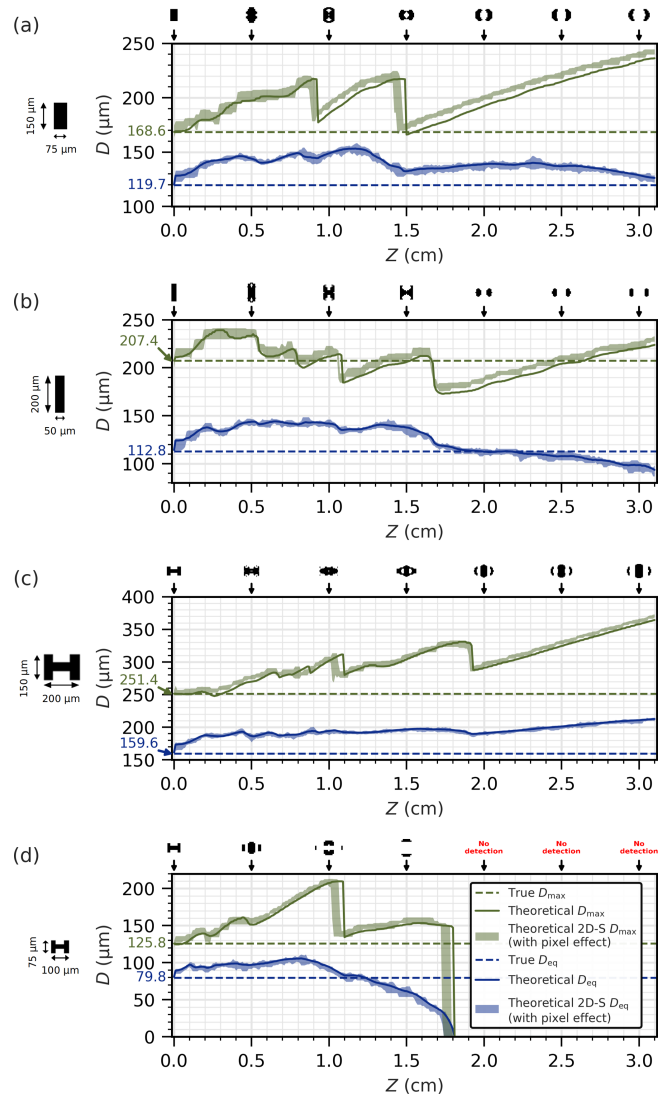 (a)
150 µm
75 µm
250
200
168.6
150
119.7
100
D (µm)
0.0 0.5 1.0 1.5 2.0 2.5 3.0
Z (cm)
(b)
200 µm
50 µm
250
207.4
200
150
112.8
100
D (µm)
0.0 0.5 1.0 1.5 2.0 2.5 3.0
Z (cm)
(c)
150 µm
200 µm
400
350
300
251.4
250
200
159.6
150
D (µm)
0.0 0.5 1.0 1.5 2.0 2.5 3.0
Z (cm)
(d)
No
detection
No
detection
No
detection
75 µm
100 µm
200
150
125.8
100
79.8
50
0
D (µm)
True Dmax
Theoretical Dmax
Theoretical 2D-S Dmax
(with pixel effect)
True Deq
Theoretical Deq
Theoretical 2D-S Deq
(with pixel effect)
0.0 0.5 1.0 1.5 2.0 2.5 3.0
Z (cm)